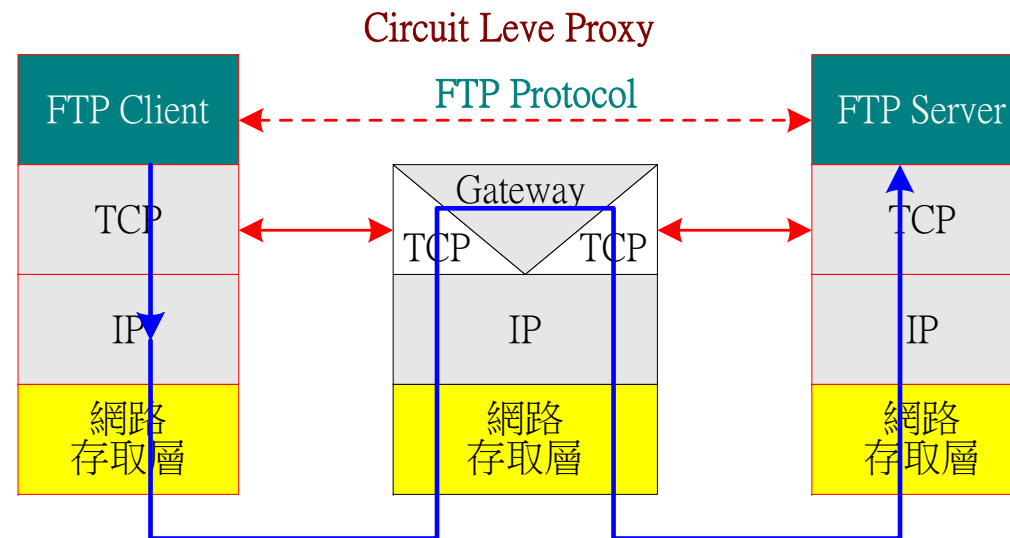 Circuit Leve Proxy
FTP Client
FTP Protocol
FTP Server
TCP
Gateway
TCP
TCP
TCP
IP
IP
IP
網路
存取層
網路
存取層
網路
存取層